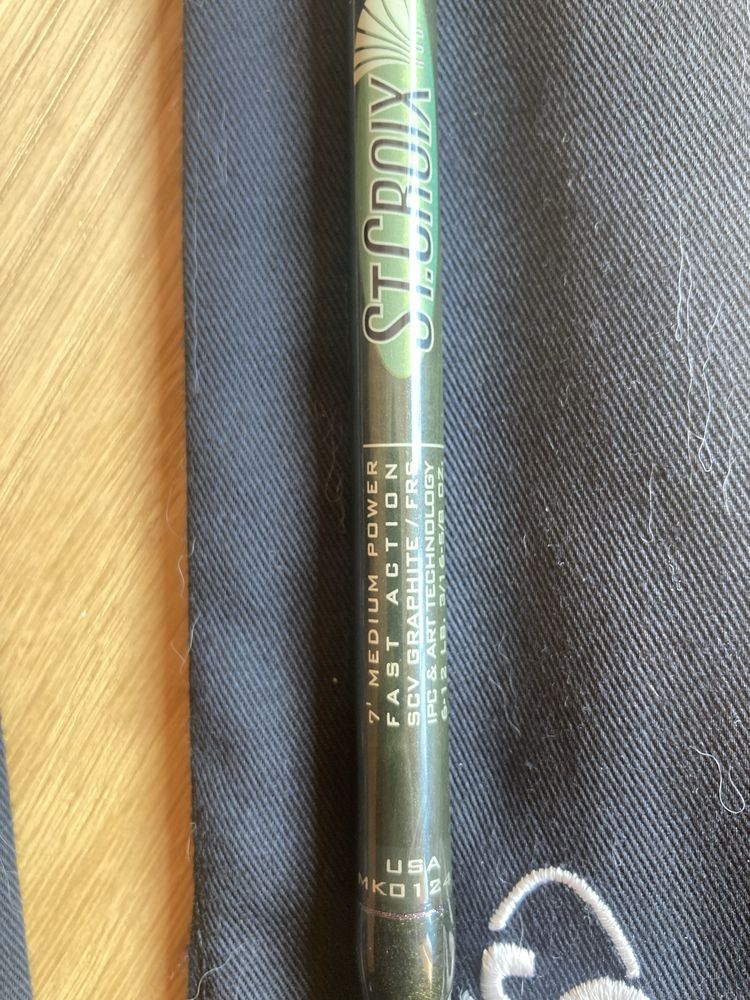 ST.CROIX
7' MEDIUM POWER
FAST ACTION
SCV GRAPHITE / FRS
IPC & ART TECHNOLOGY
6-12 LB. 3/16-5/8 OZ.
USA
MK0124